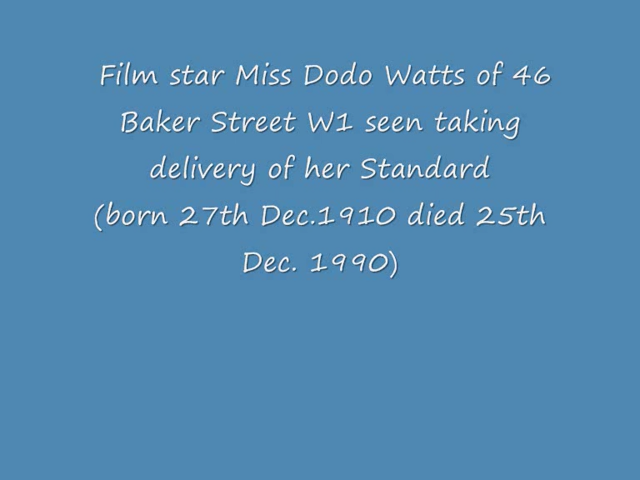 Film star Miss Dodo Watts of 46
Baker Street W1 seen taking
delivery of her Standard
(born 27th Dec.1910 died 25th
Dec. 1990)